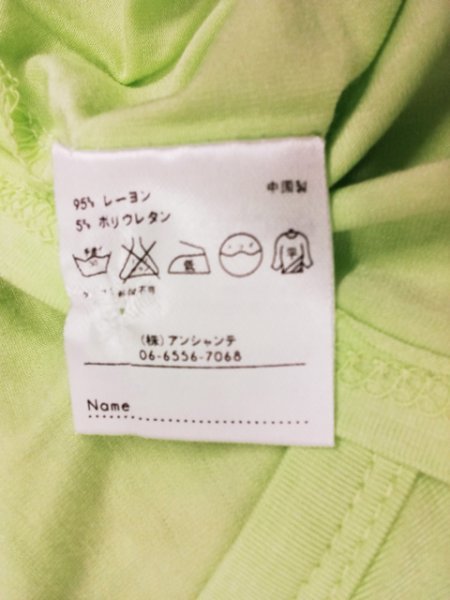 95% レーヨン
中国製
5% ポリウレタン
低
平
(株) アンシャンテ
06-6556-7068
Name